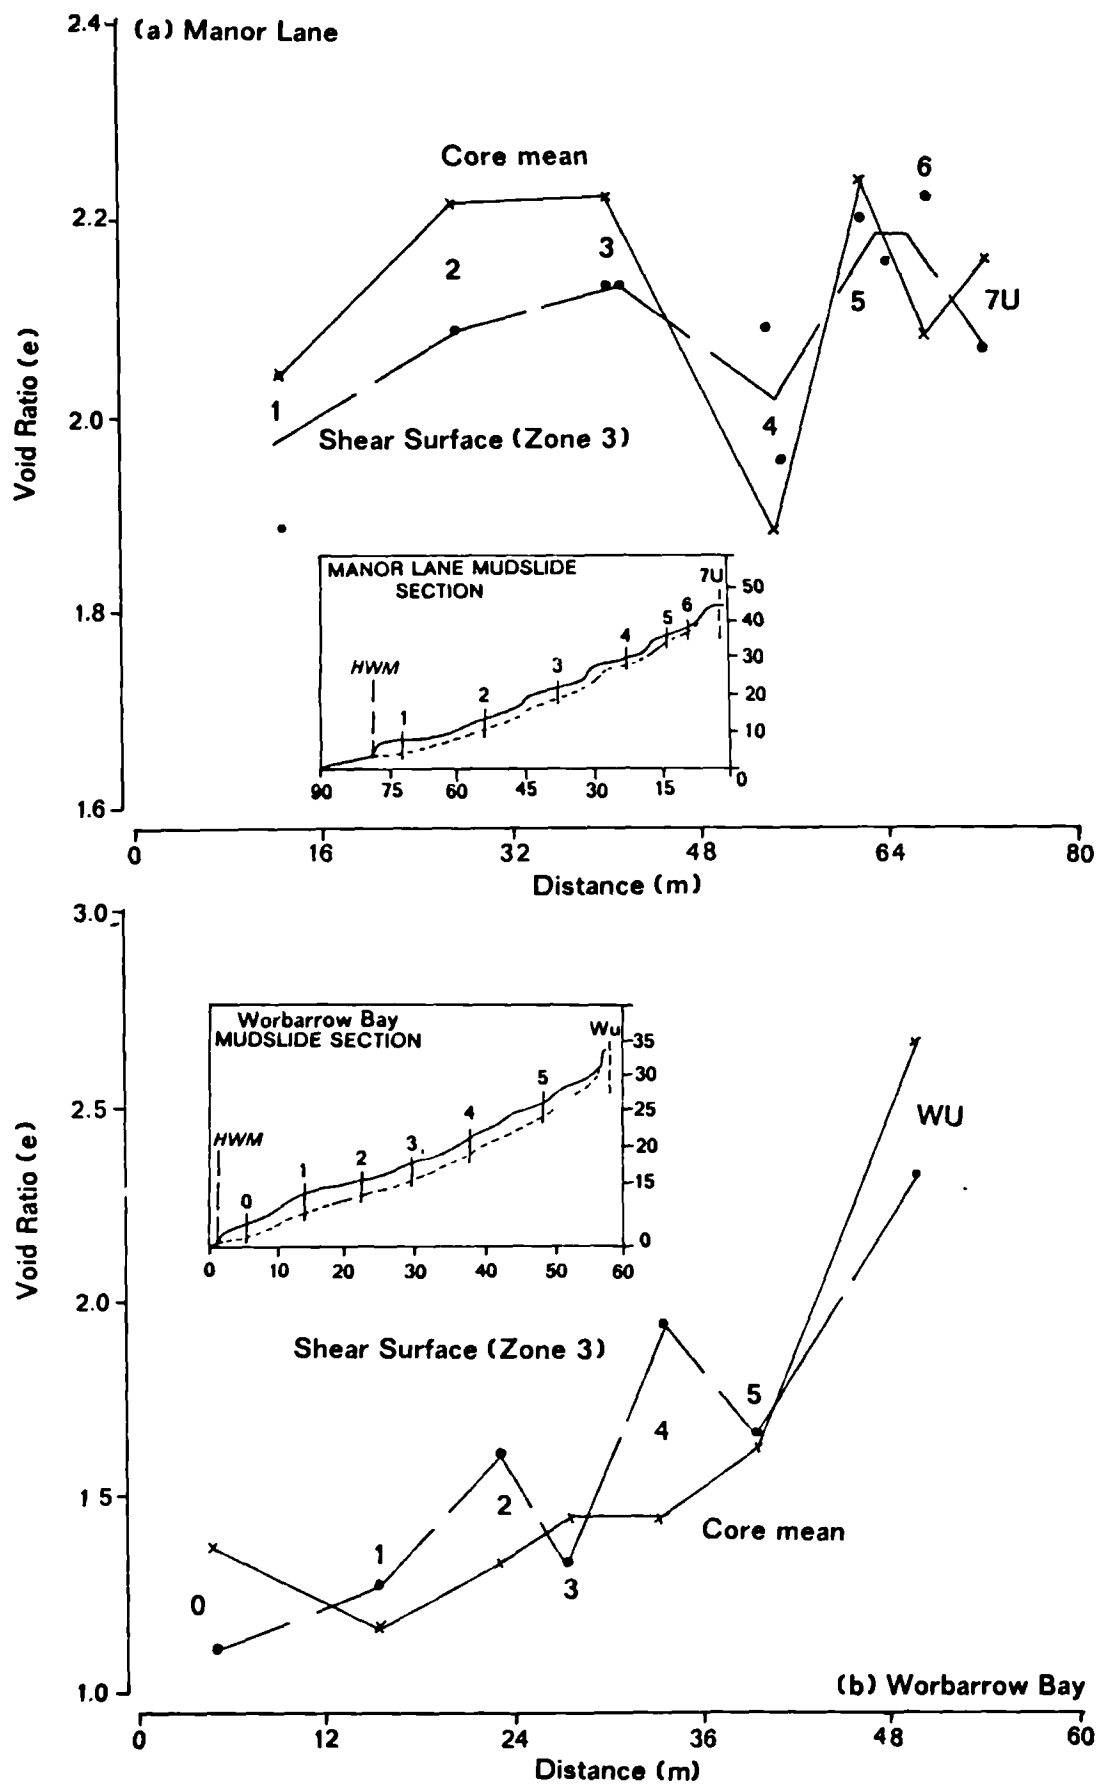 (a) Manor Lane
2.4
2.2
2.0
1.8
1.6
Void Ratio (e)
Core mean
1
2
3
4
5
6
7U
Shear Surface (Zone 3)
MANOR LANE MUDSLIDE
SECTION
HWM
1
2
3
4
5
6
7U
50
40
30
20
10
0
90 75 60 45 30 15
0 16 32 48 64 80
Distance (m)
3.0
2.5
2.0
1 5
1.0
Void Ratio (e)
Worbarrow Bay
MUDSLIDE SECTION
HWM
0
1
2
3
4
5
Wu
35
30
25
20
15
0
0 10 20 30 40 50 60
Shear Surface (Zone 3)
0
1
2
3
4
5
WU
Core mean
(b) Worbarrow Bay
0 12 24 36 48 60
Distance (m)